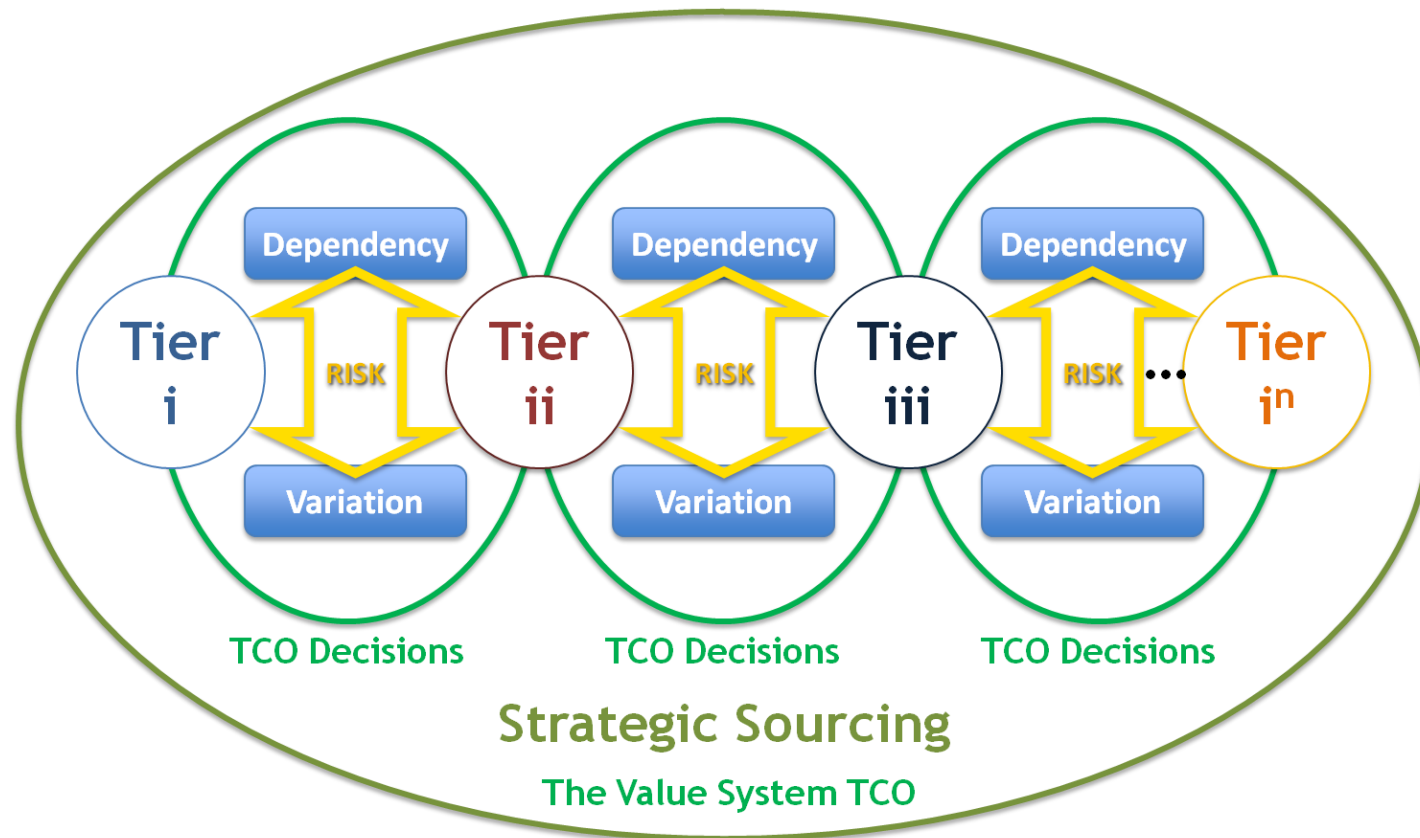 Dependency
Dependency
Dependency
Tier
i
RISK
Tier
ii
RISK
Tier
iii
RISK
...
Tier
iⁿ
Variation
Variation
Variation
TCO Decisions
TCO Decisions
TCO Decisions
Strategic Sourcing
The Value System TCO